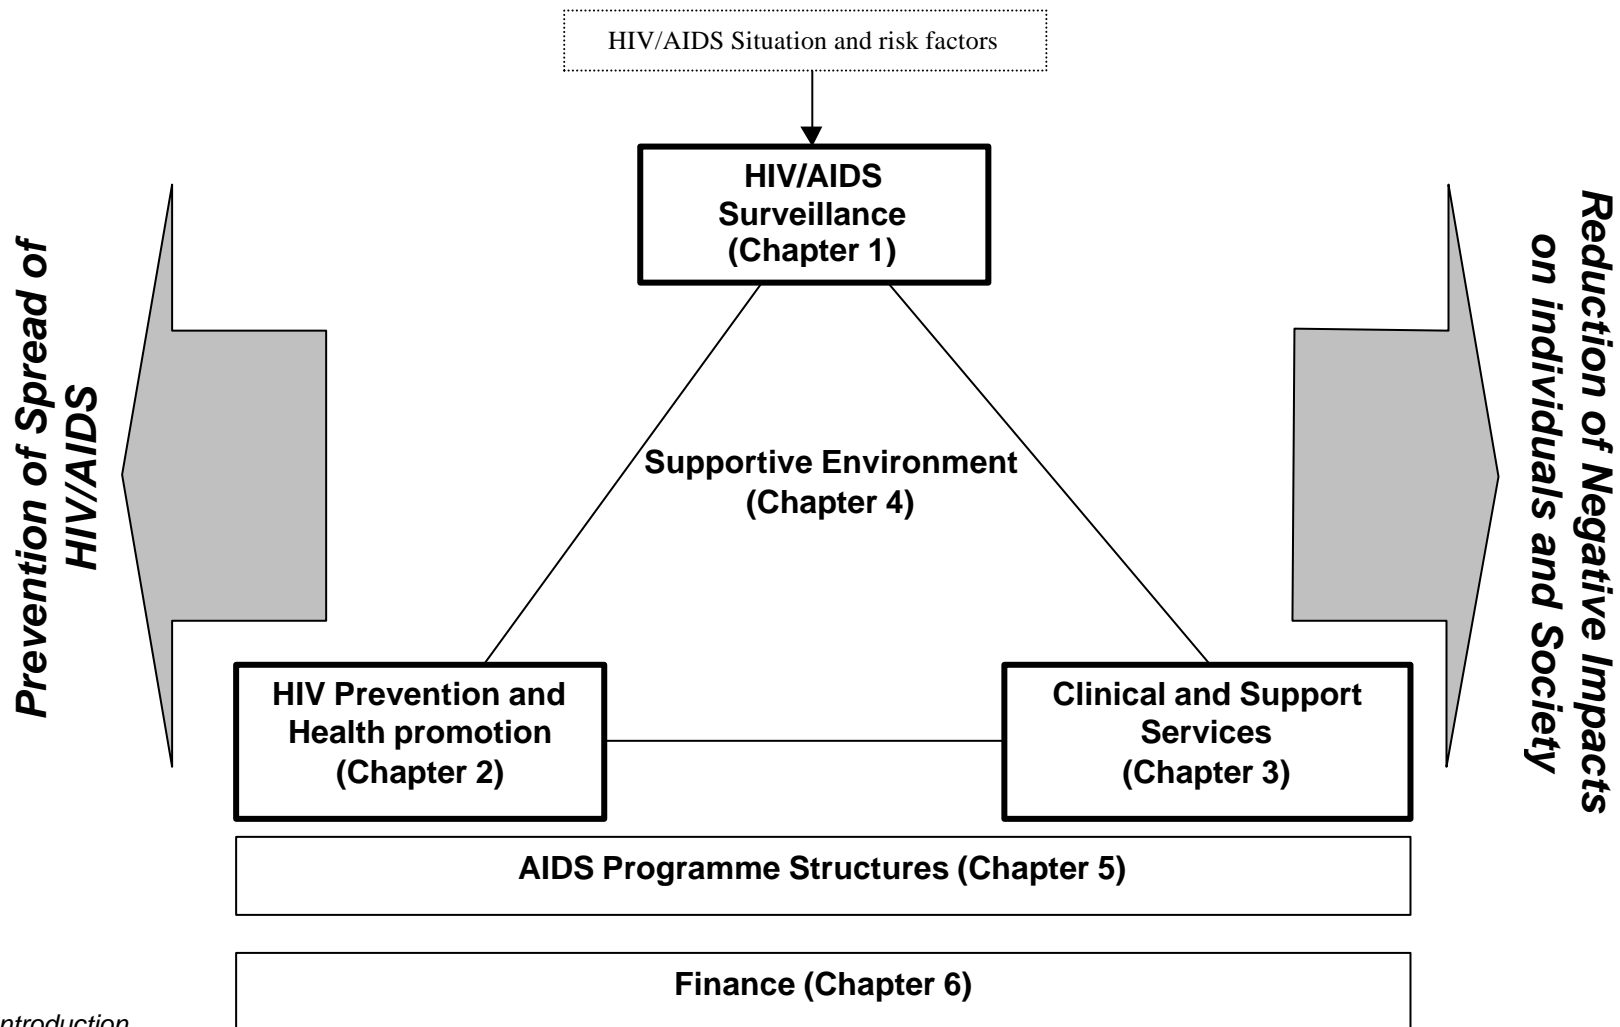 HIV/AIDS Situation and risk factors
HIV/AIDS
Surveillance
(Chapter 1)
Prevention of Spread of
HIV/AIDS
Reduction of Negative Impacts
on individuals and Society
Supportive Environment
(Chapter 4)
HIV Prevention and
Health promotion
(Chapter 2)
Clinical and Support
Services
(Chapter 3)
AIDS Programme Structures (Chapter 5)
Finance (Chapter 6)
ntroduction